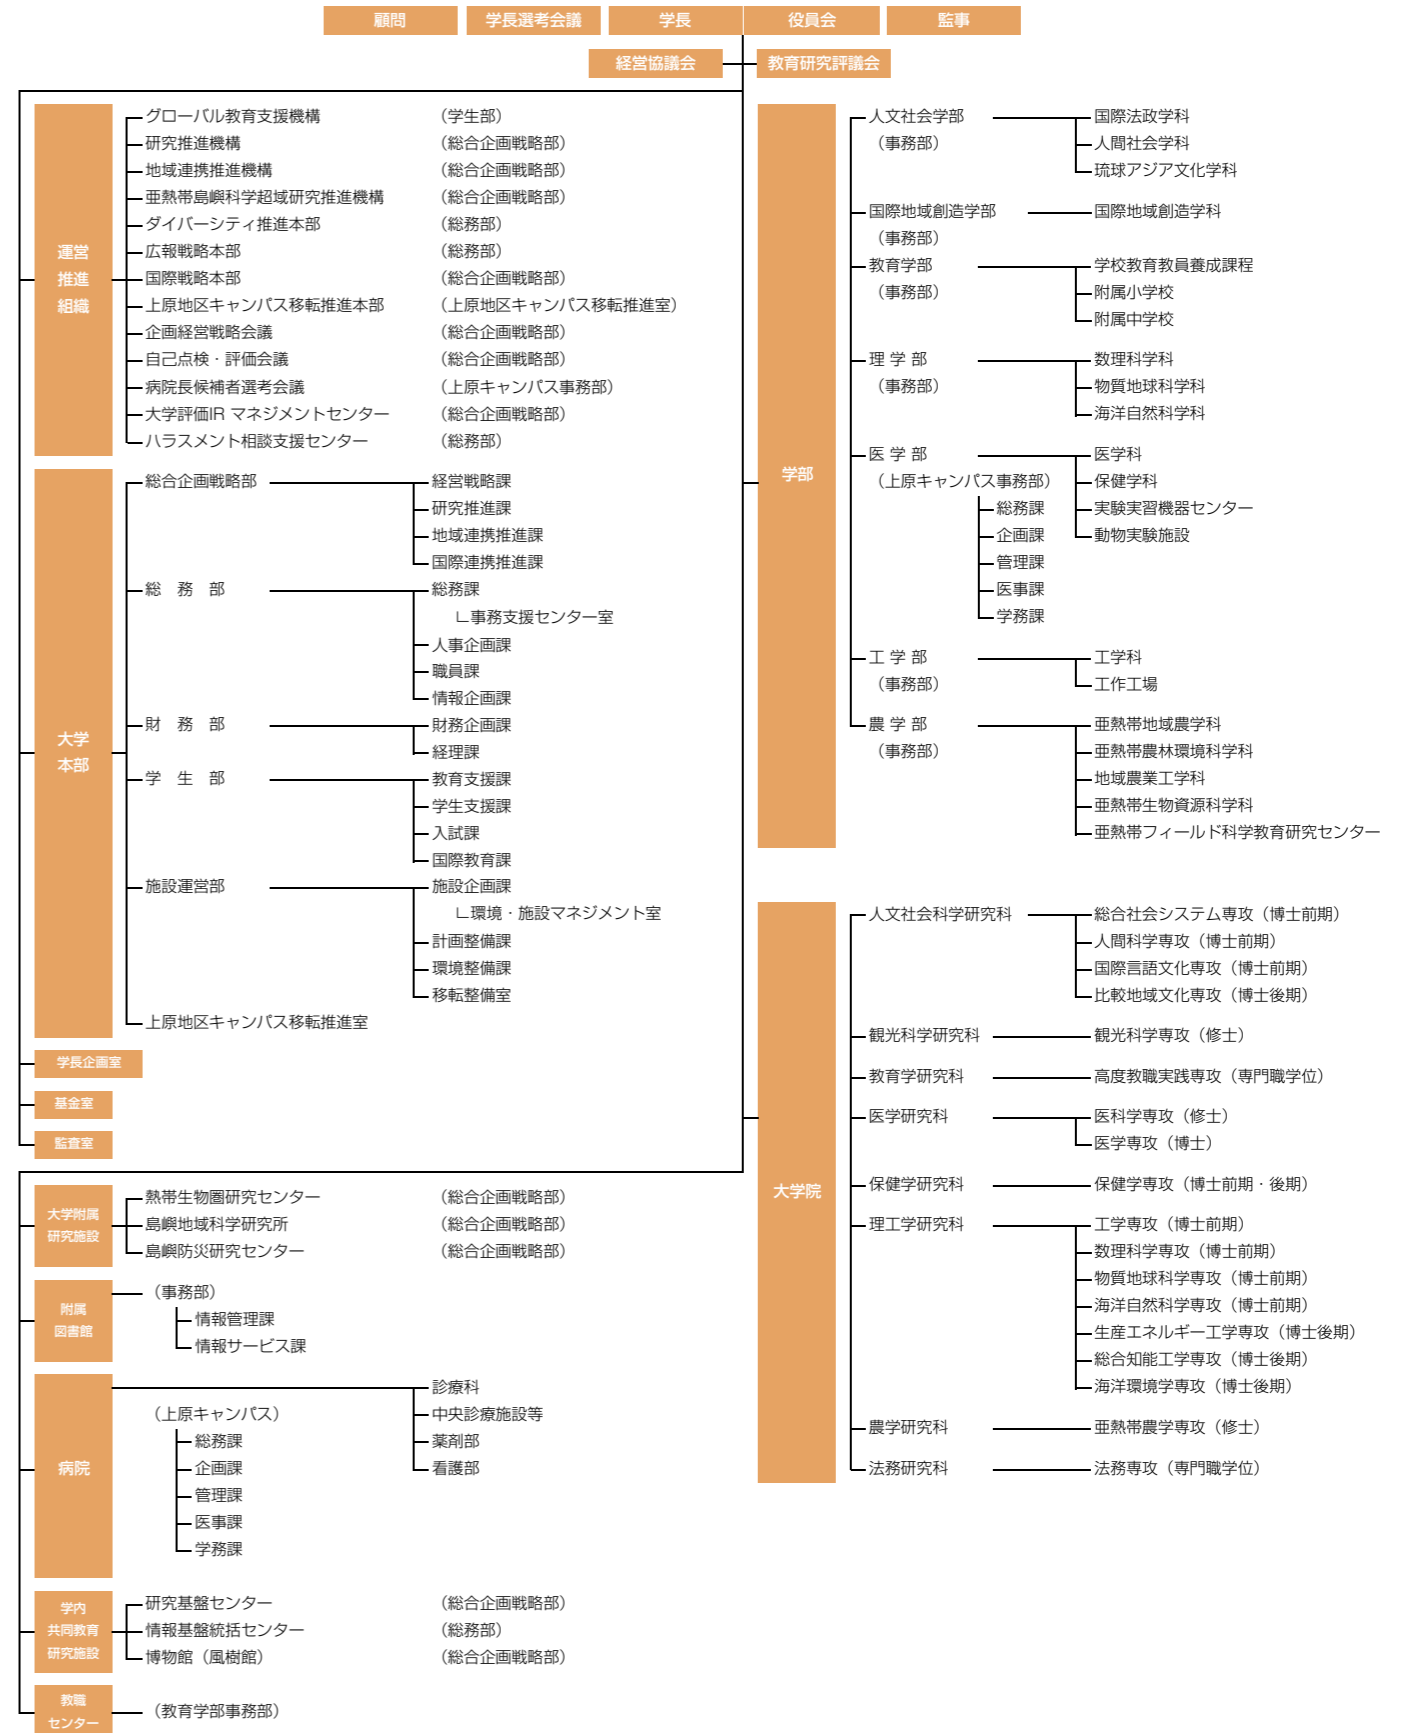 顧問 学長選考会議 学長 役員会 監事
経営協議会 教育研究評議会
運営
推進
組織
グローバル教育支援機構 （学生部）
研究推進機構 （総合企画戦略部）
地域連携推進機構 （総合企画戦略部）
亜熱帯島嶼科学超域研究推進機構 （総合企画戦略部）
ダイバーシティ推進本部 （総務部）
広報戦略本部 （総務部）
国際戦略本部 （総合企画戦略部）
上原地区キャンパス移転推進本部 （上原地区キャンパス移転推進室）
企画経営戦略会議 （総合企画戦略部）
自己点検・評価会議 （総合企画戦略部）
病院長候補者選考会議 （上原キャンパス事務部）
大学評価IR マネジメントセンター （総合企画戦略部）
ハラスメント相談支援センター （総務部）
大学
本部
総合企画戦略部 経営戦略課
研究推進課
地域連携推進課
国際連携推進課
総　務　部 総務課
∟事務支援センター室
人事企画課
職員課
情報企画課
財　務　部 財務企画課
経理課
学　生　部 教育支援課
学生支援課
入試課
国際教育課
施設運営部 施設企画課
∟環境・施設マネジメント室
計画整備課
環境整備課
移転整備室
上原地区キャンパス移転推進室
学長企画室
基金室
監査室
大学附属
研究施設
熱帯生物圏研究センター （総合企画戦略部）
島嶼地域科学研究所 （総合企画戦略部）
島嶼防災研究センター （総合企画戦略部）
附属
図書館
（事務部）
情報管理課
情報サービス課
病院
診療科
（上原キャンパス） 中央診療施設等
総務課 薬剤部
企画課 看護部
管理課
医事課
学務課
学内
共同教育
研究施設
研究基盤センター （総合企画戦略部）
情報基盤統括センター （総務部）
博物館（風樹館） （総合企画戦略部）
教職
センター
（教育学部事務部）
学部
人文社会学部 国際法政学科
（事務部） 人間社会学科
琉球アジア文化学科
国際地域創造学部 国際地域創造学科
（事務部）
教育学部 学校教育教員養成課程
（事務部） 附属小学校
附属中学校
理 学 部 数理科学科
（事務部） 物質地球科学科
海洋自然科学科
医 学 部 医学科
（上原キャンパス事務部） 保健学科
総務課 実験実習機器センター
企画課 動物実験施設
管理課
医事課
学務課
工 学 部 工学科
（事務部） 工作工場
農 学 部 亜熱帯地域農学科
（事務部） 亜熱帯農林環境科学科
地域農業工学科
亜熱帯生物資源科学科
亜熱帯フィールド科学教育研究センター
大学院
人文社会科学研究科 総合社会システム専攻（博士前期）
人間科学専攻（博士前期）
国際言語文化専攻（博士前期）
比較地域文化専攻（博士後期）
観光科学研究科 観光科学専攻（修士）
教育学研究科 高度教職実践専攻（専門職学位）
医学研究科 医科学専攻（修士）
医学専攻（博士）
保健学研究科 保健学専攻（博士前期・後期）
理工学研究科 工学専攻（博士前期）
数理科学専攻（博士前期）
物質地球科学専攻（博士前期）
海洋自然科学専攻（博士前期）
生産エネルギー工学専攻（博士後期）
総合知能工学専攻（博士後期）
海洋環境学専攻（博士後期）
農学研究科 亜熱帯農学専攻（修士）
法務研究科 法務専攻（専門職学位）